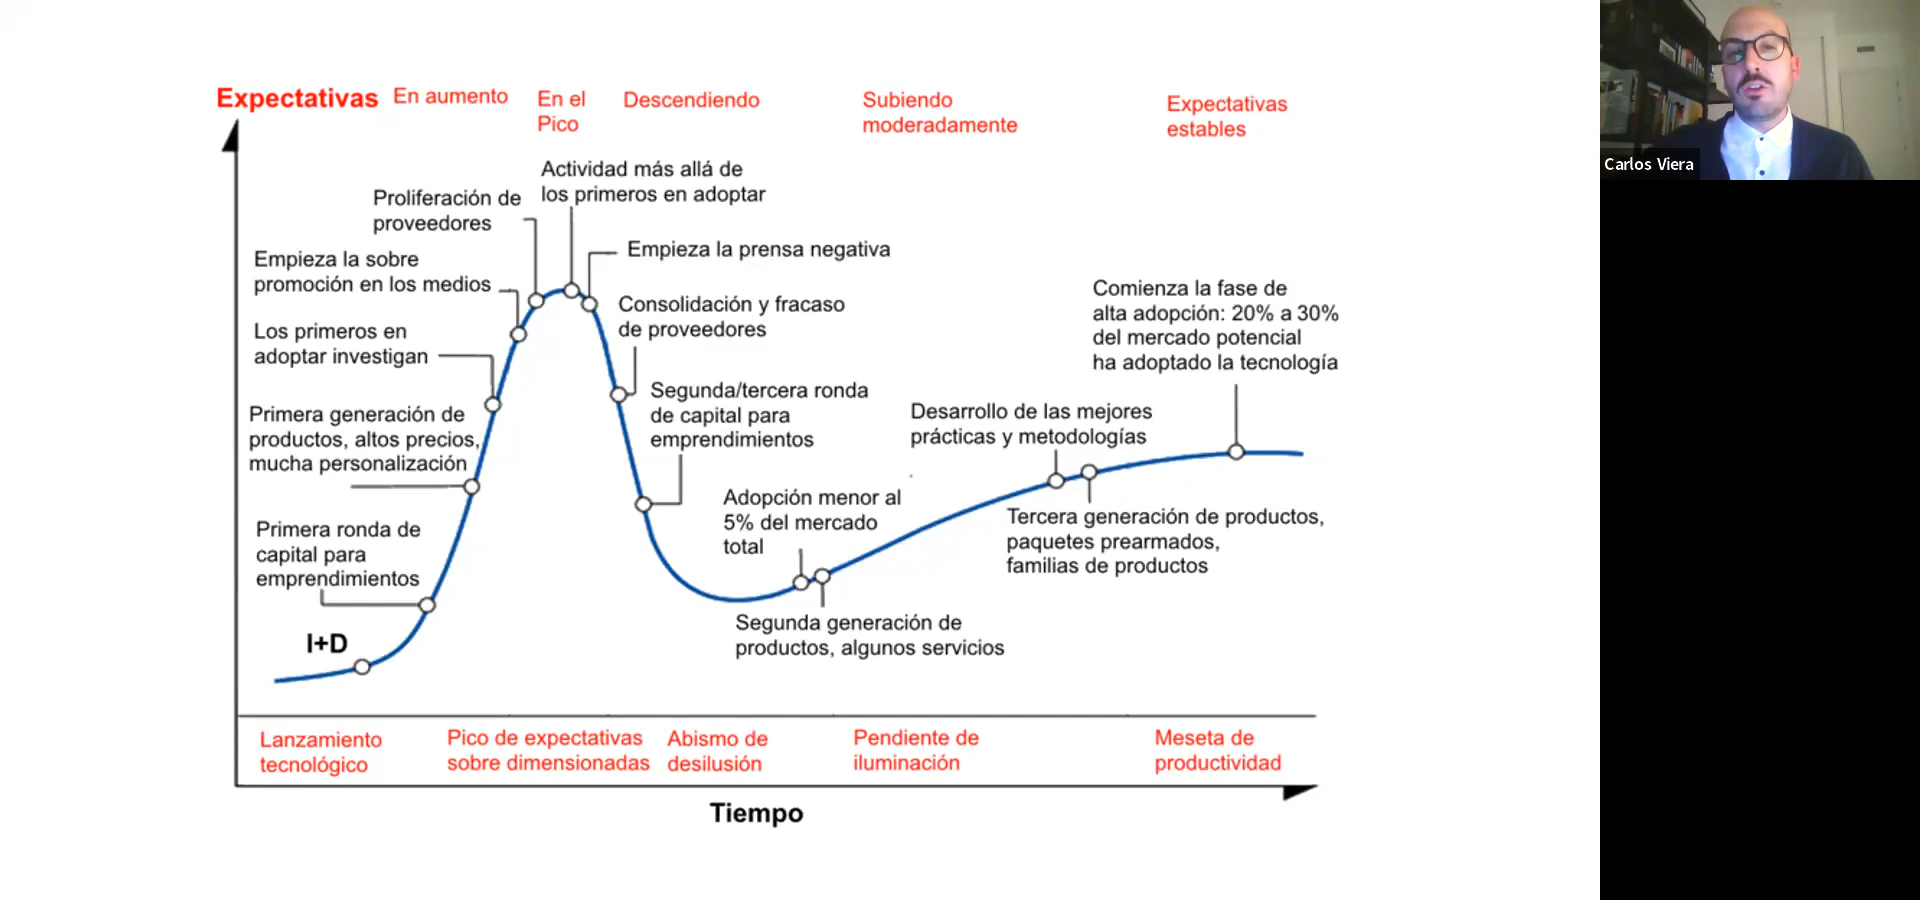 Expectativas
En aumento
En el
Pico
Descendiendo
Subiendo
moderadamente
Expectativas
estables
Actividad más allá de
los primeros en adoptar
Proliferación de
proveedores
Empieza la prensa negativa
Empieza la sobre
promoción en los medios
Consolidación y fracaso
de proveedores
Comienza la fase de
alta adopción: 20% a 30%
del mercado potencial
ha adoptado la tecnología
Los primeros en
adoptar investigan
Segunda/tercera ronda
de capital para
emprendimientos
Primera generación de
productos, altos precios,
mucha personalización
Desarrollo de las mejores
prácticas y metodologías
Adopción menor al
5% del mercado
total
Tercera generación de productos,
paquetes prearmados,
familias de productos
Primera ronda de
capital para
emprendimientos
Segunda generación de
productos, algunos servicios
I+D
Lanzamiento
tecnológico
Pico de expectativas
sobre dimensionadas
Abismo de
desilusión
Pendiente de
iluminación
Meseta de
productividad
Tiempo
Carlos Viera